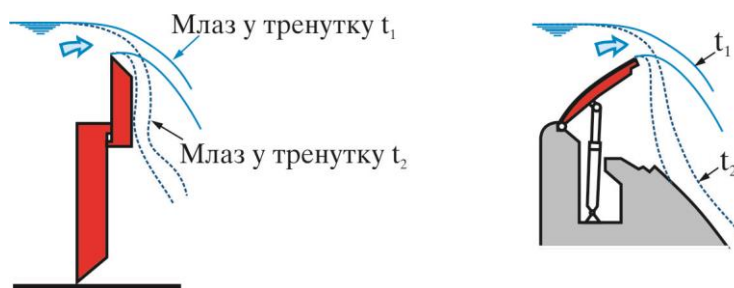 Млаз у тренутку t₁
Млаз у тренутку t₂
t₁
t₂